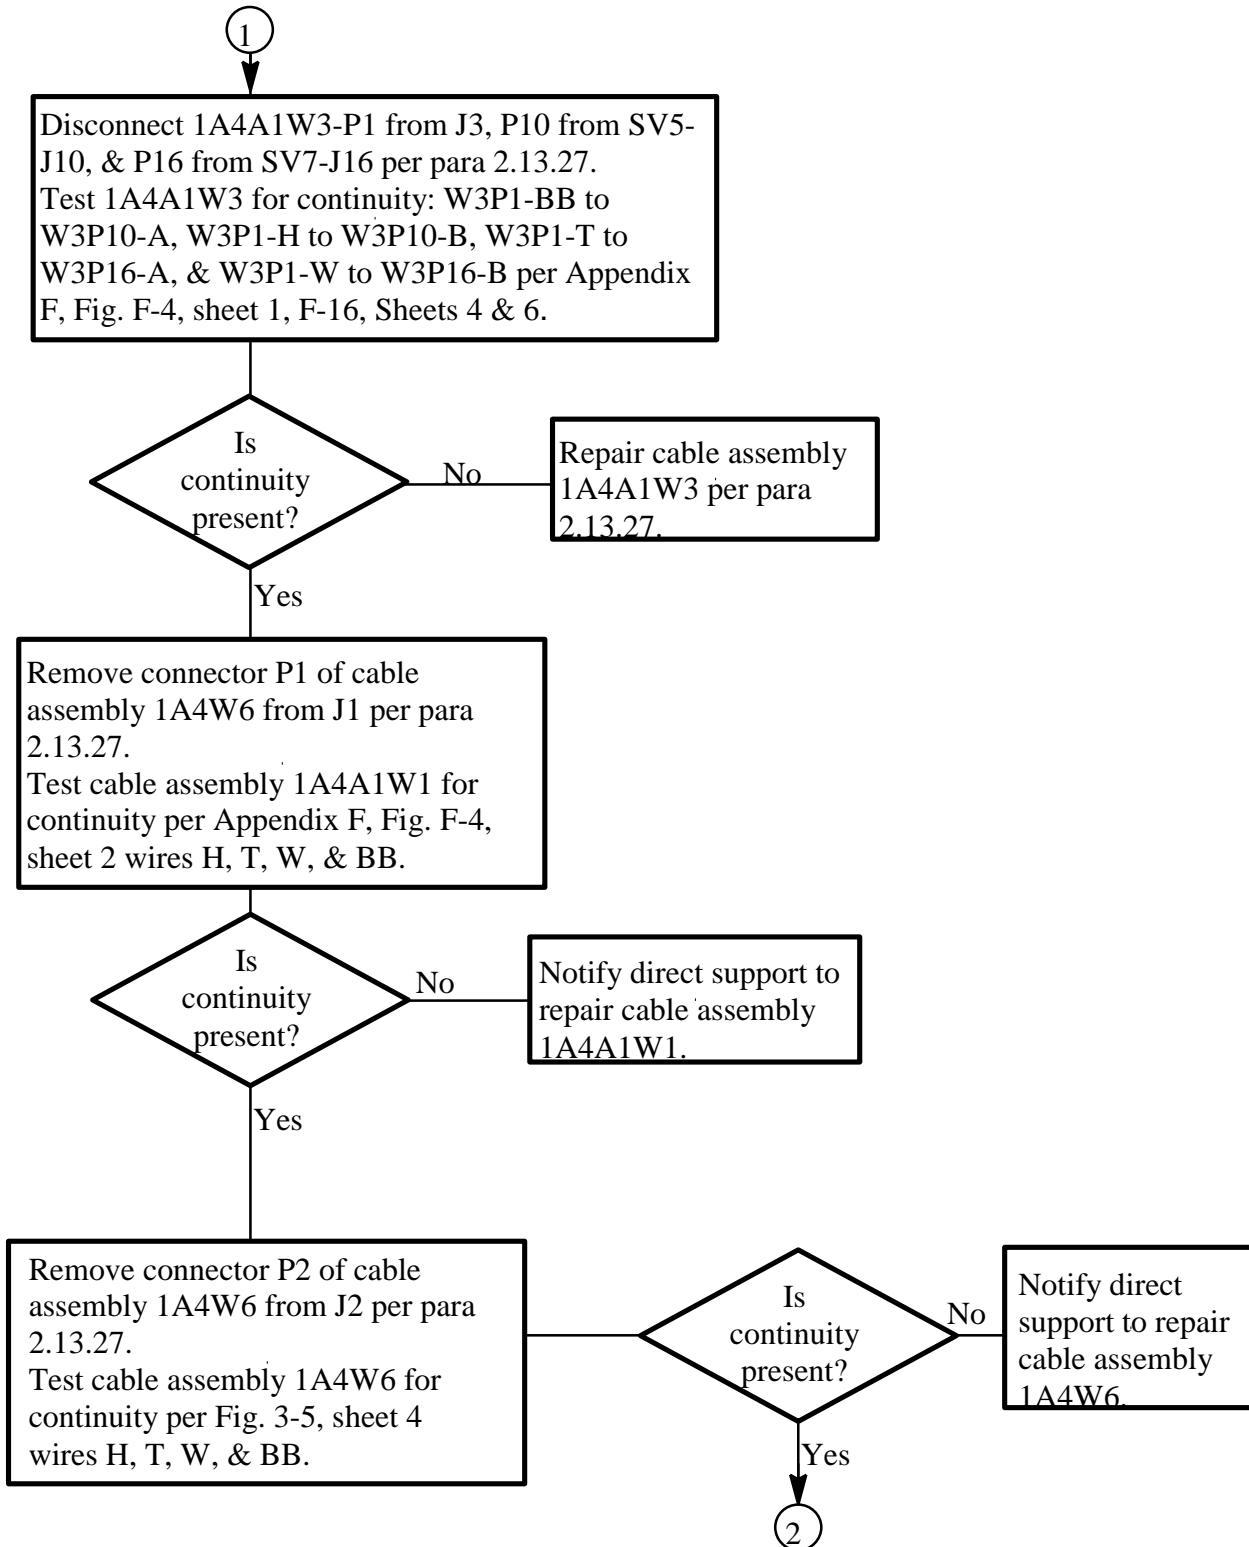 1
Disconnect 1A4A1W3-P1 from J3, P10 from SV5-
J10, & P16 from SV7-J16 per para 2.13.27.
Test 1A4A1W3 for continuity: W3P1-BB to
W3P10-A, W3P1-H to W3P10-B, W3P1-T to
W3P16-A, & W3P1-W to W3P16-B per Appendix
F, Fig. F-4, sheet 1, F-16, Sheets 4 & 6.
Is
continuity
present?
No
Repair cable assembly
1A4A1W3 per para
2.13.27.
Yes
Remove connector P1 of cable
assembly 1A4W6 from J1 per para
2.13.27.
Test cable assembly 1A4A1W1 for
continuity per Appendix F, Fig. F-4,
sheet 2 wires H, T, W, & BB.
Is
continuity
present?
No
Notify direct support to
repair cable assembly
1A4A1W1.
Yes
Remove connector P2 of cable
assembly 1A4W6 from J2 per para
2.13.27.
Test cable assembly 1A4W6 for
continuity per Fig. 3-5, sheet 4
wires H, T, W, & BB.
Is
continuity
present?
No
Notify direct
support to repair
cable assembly
1A4W6.
Yes
2